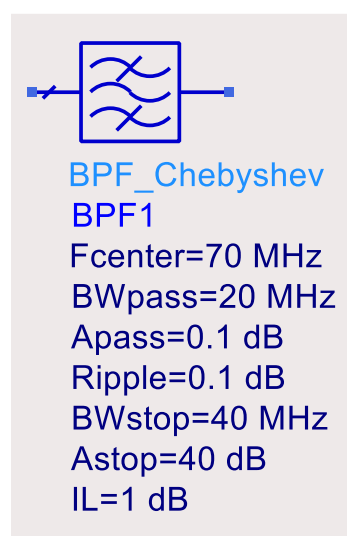 BPF_Chebyshev
BPF1
Fcenter=70 MHz
BWpass=20 MHz
Apass=0.1 dB
Ripple=0.1 dB
BWstop=40 MHz
Astop=40 dB
IL=1 dB